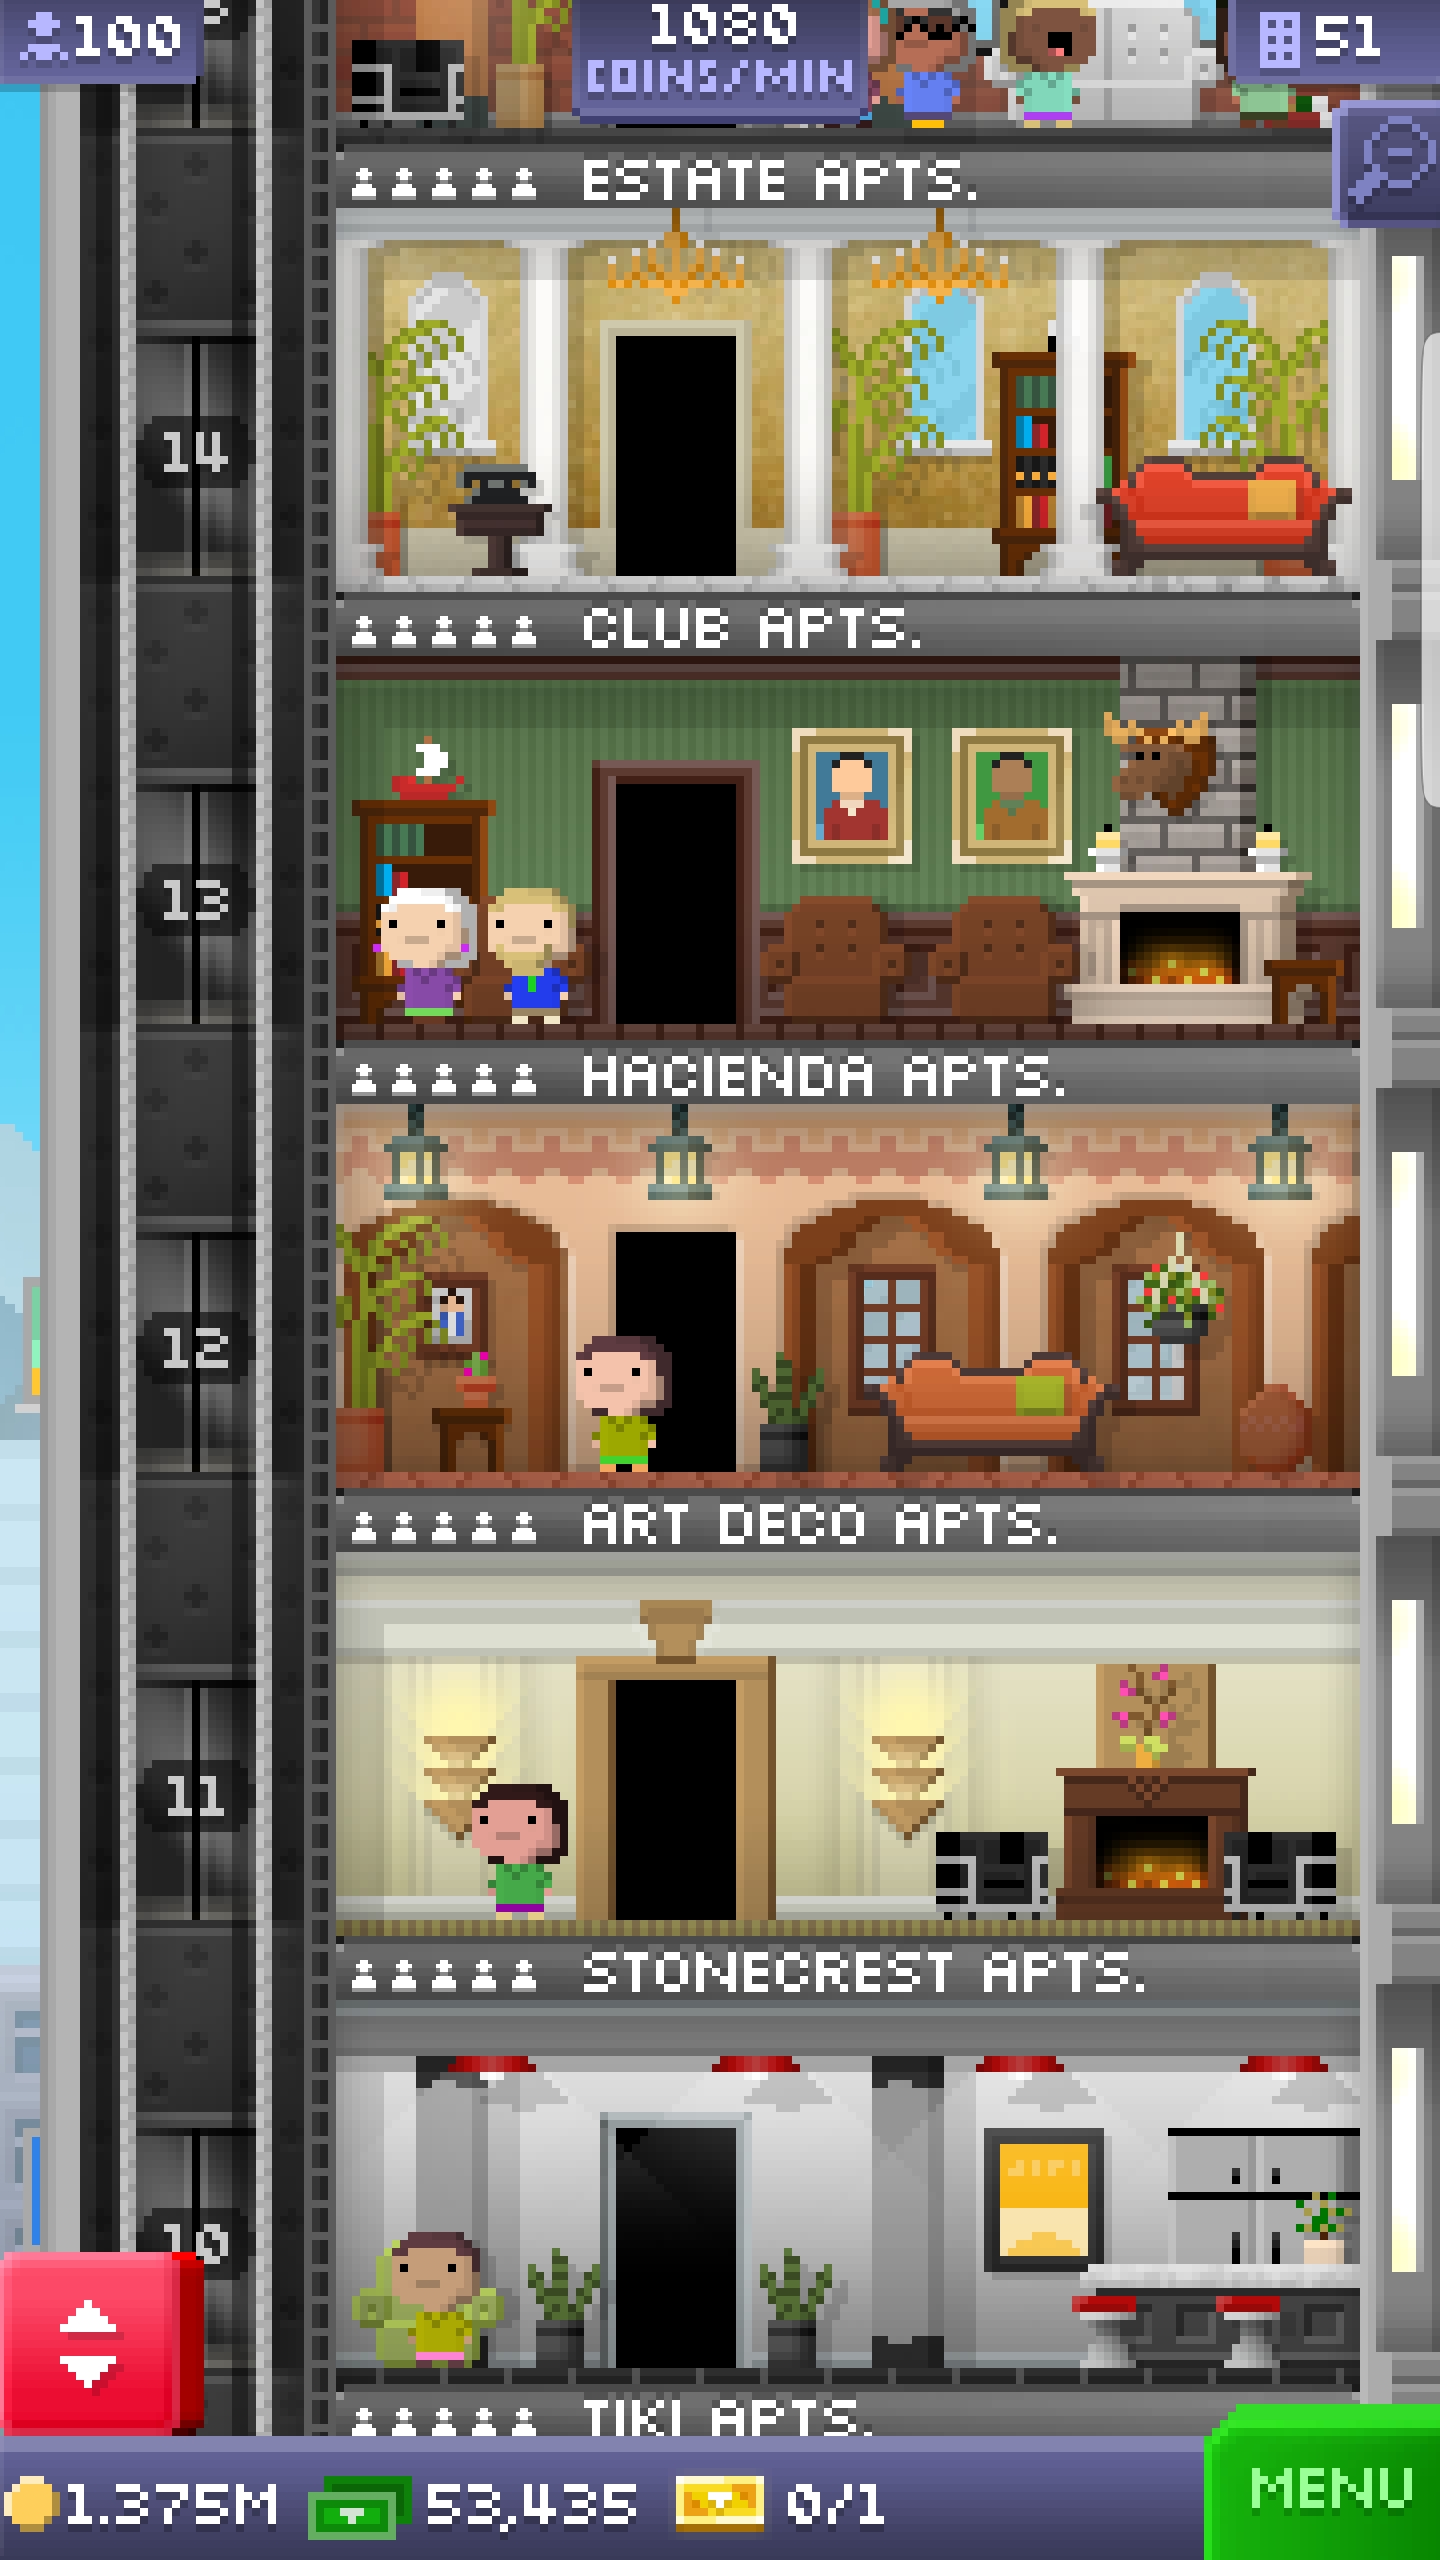 100
1080
COINS/MIN
51
ESTATE APTS.
14
CLUB APTS.
13
HACIENDA APTS.
12
ART DECO APTS.
11
STONECREST APTS.
10
TIKI APTS.
1.375M
53,435
0/1
MENU